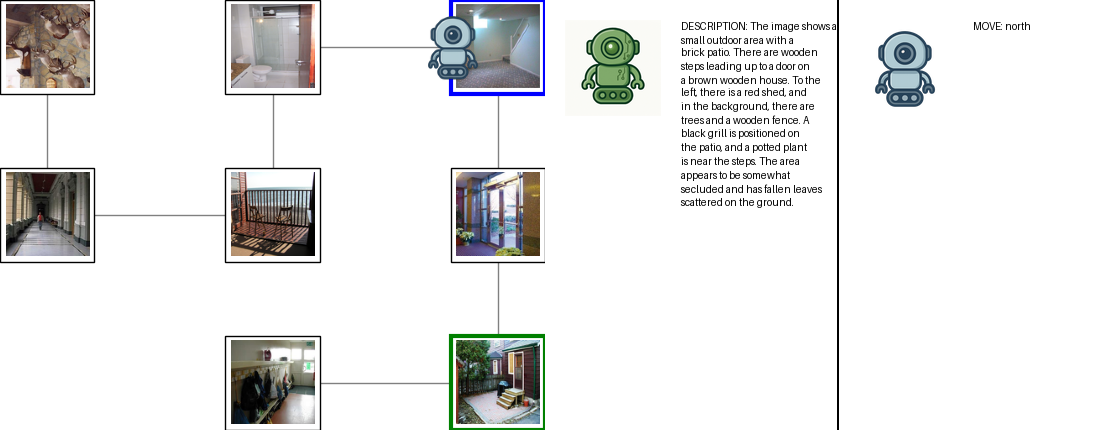 DESCRIPTION: The image shows a
small outdoor area with a
brick patio. There are wooden
steps leading up to a door on
a brown wooden house. To the
left, there is a red shed, and
in the background, there are
trees and a wooden fence. A
black grill is positioned on
the patio, and a potted plant
is near the steps. The area
appears to be somewhat
secluded and has fallen leaves
scattered on the ground.
MOVE: north